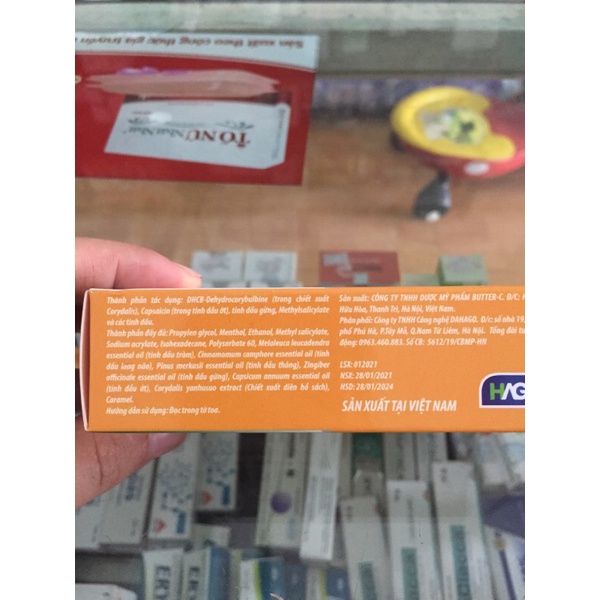 Sản xuất theo công thức gia truyền
TỐ NỮ Nhất Nhất
Thành phần tác dụng: DHCB-Dehydrocorybulbine (trong chiết xuất
Corydalis), Capsaicin (trong tinh dầu ớt), tinh dầu gừng, Methylsalicylate
và các tinh dầu.
Thành phần đầy đủ: Propylen glycol, Menthol, Ethanol, Methyl salicylate,
Sodium acrylate, Isohexadecane, Polysorbate 60, Melaleuca leucadendra
essential oil (tinh dầu tràm), Cinnamomum camphora essential oil (tinh
dầu long não), Pinus merkusii essential oil (tinh dầu thông), Zingiber
officinale essential oil (tinh dầu gừng), Capsicum annuum essential oil
(tinh dầu ớt), Corydalis yanhusuo extract (Chiết xuất diên hồ sách),
Caramel.
Hướng dẫn sử dụng: Đọc trong tờ toa.
Sản xuất: CÔNG TY TNHH DƯỢC MỸ PHẨM BUTTER-C. Đ/C:
Hữu Hòa, Thanh Trì, Hà Nội, Việt Nam.
Phân phối: Công ty TNHH Công nghệ DAHAGO. Đ/c: số nhà 19,
phố Phú Hà, P.Tây Mỗ, Q.Nam Từ Liêm, Hà Nội. Tổng đài tư
động: 0963.460.883. Số CB: 5612/19/CBMP-HN
LSX: 012021
NSX: 28/01/2021
HSD: 28/01/2024
SẢN XUẤT TẠI VIỆT NAM
HAG